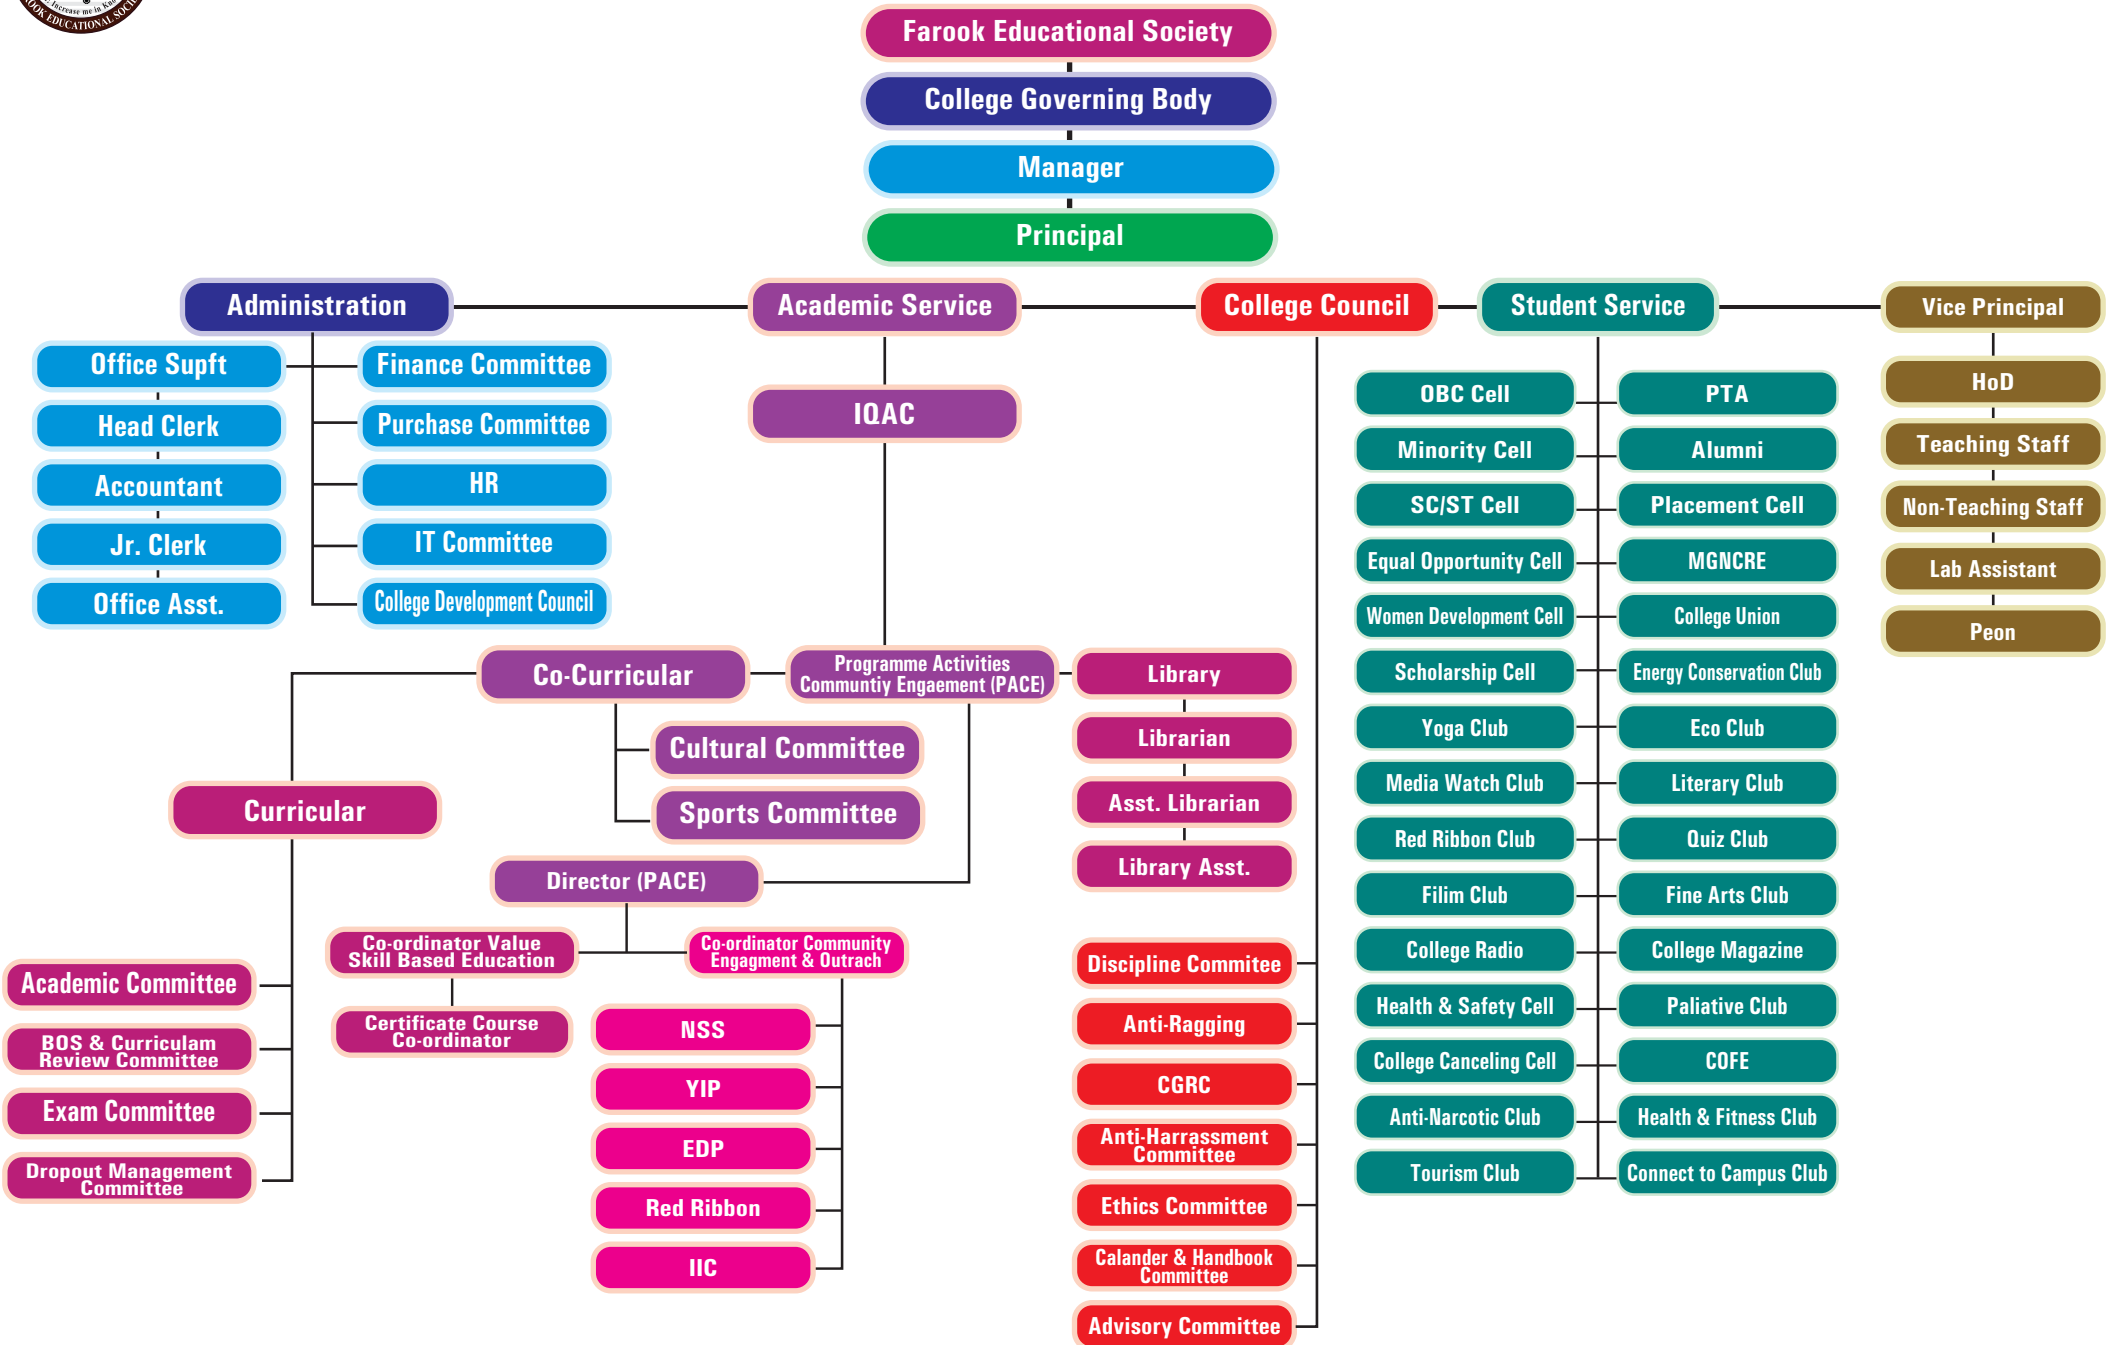 Increase me in
EDUCATIONAL
Farook Educational Society
College Governing Body
Manager
Principal
Administration
Academic Service
College Council
Student Service
Vice Principal
Office Supft
Head Clerk
Accountant
Jr. Clerk
Office Asst.
Finance Committee
Purchase Committee
HR
IT Committee
College Development Council
IQAC
Co-Curricular
Programme Activities
Communtiy Engaement (PACE)
Library
Librarian
Asst. Librarian
Library Asst.
Cultural Committee
Sports Committee
Curricular
Director (PACE)
Co-ordinator Value
Skill Based Education
Co-ordinator Community
Engagment & Outrach
Certificate Course
Co-ordinator
Academic Committee
BOS & Curriculam
Review Committee
Exam Committee
Dropout Management
Committee
NSS
YIP
EDP
Red Ribbon
IIC
Discipline Commitee
Anti-Ragging
CGRC
Anti-Harrassment
Committee
Ethics Committee
Calander & Handbook
Committee
Advisory Committee
OBC Cell
Minority Cell
SC/ST Cell
Equal Opportunity Cell
Women Development Cell
Scholarship Cell
Yoga Club
Media Watch Club
Red Ribbon Club
Filim Club
College Radio
Health & Safety Cell
College Canceling Cell
Anti-Narcotic Club
Tourism Club
PTA
Alumni
Placement Cell
MGNCRE
College Union
Energy Conservation Club
Eco Club
Literary Club
Quiz Club
Fine Arts Club
College Magazine
Paliative Club
COFE
Health & Fitness Club
Connect to Campus Club
HoD
Teaching Staff
Non-Teaching Staff
Lab Assistant
Peon